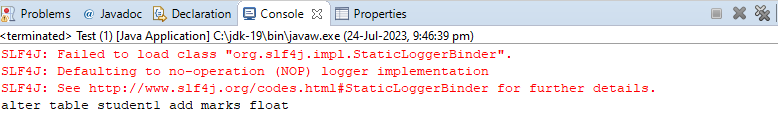 Problems @ Javadoc Declaration Console Properties
<terminated> Test (1) [Java Application] C:\jdk-19\bin\javaw.exe (24-Jul-2023, 9:46:39 pm)
SLF4J: Failed to load class "org.slf4j.impl.StaticLoggerBinder".
SLF4J: Defaulting to no-operation (NOP) logger implementation
SLF4J: See http://www.slf4j.org/codes.html#StaticLoggerBinder for further details.
alter table student1 add marks float